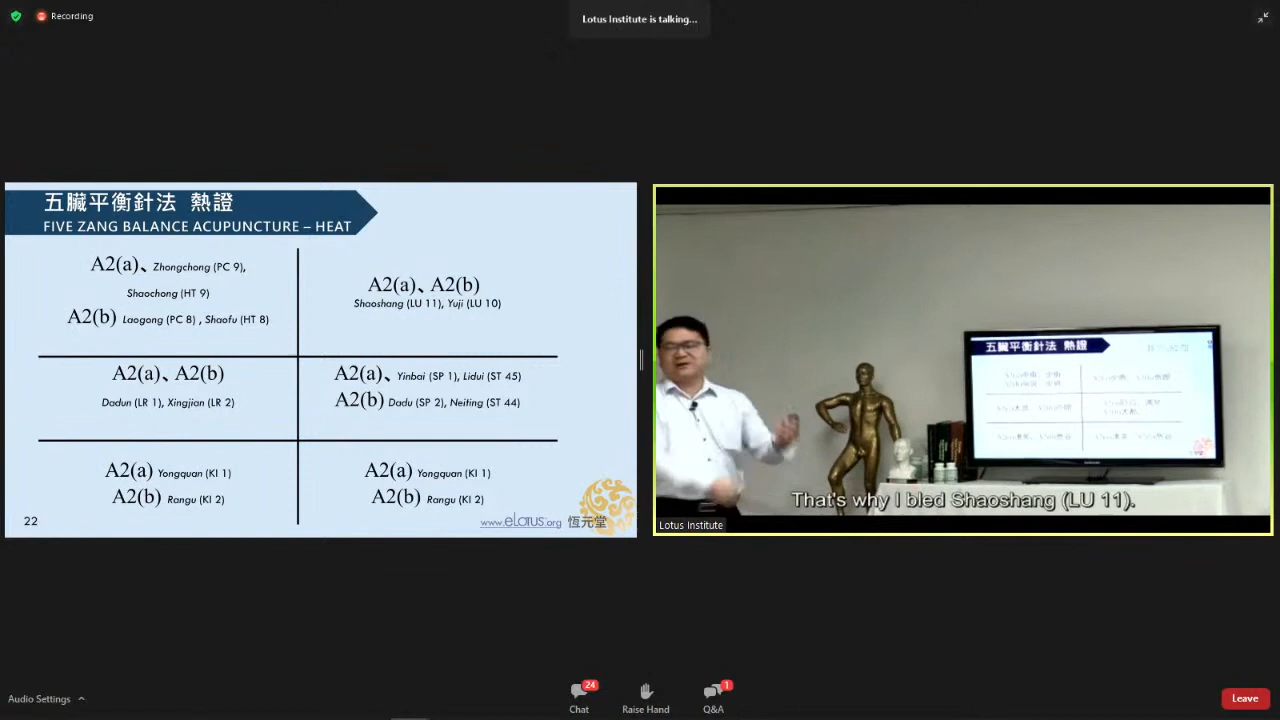 Recording
Lotus Institute is talking...
五臟平衡針法 熱證
FIVE ZANG BALANCE ACUPUNCTURE – HEAT
A2(a)、Zhongchong (PC 9),
Shaochong (HT 9)
A2(b) Laogong (PC 8) , Shaofu (HT 8)
A2(a)、A2(b)
Shaoshang (LU 11), Yuji (LU 10)
A2(a)、A2(b)
Dadun (LR 1), Xingjian (LR 2)
A2(a)、Yinbai (SP 1), Lidui (ST 45)
A2(b) Dadu (SP 2), Neiting (ST 44)
A2(a) Yongquan (KI 1)
A2(b) Rangu (KI 2)
A2(a) Yongquan (KI 1)
A2(b) Rangu (KI 2)
22
www.eLotus.org 恆元堂
五臟平衡針法 熱證
That's why I bled Shaoshang (LU 11).
Lotus Institute
Audio Settings
24
Chat
Raise Hand
1
Q&A
Leave